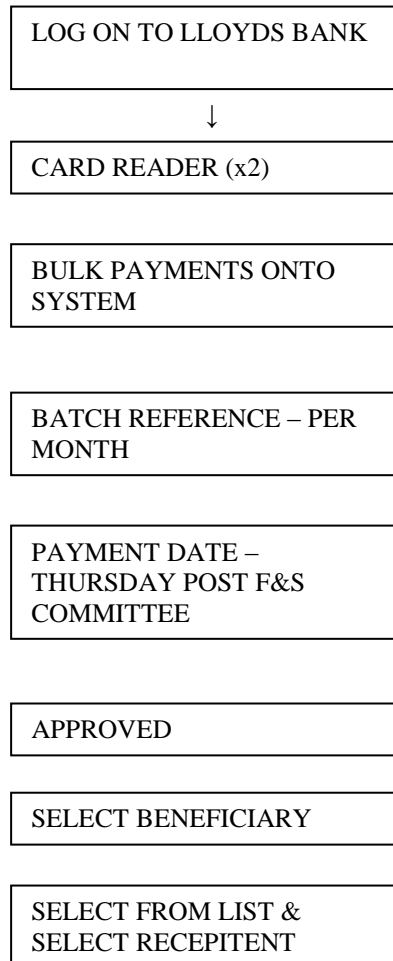 LOG ON TO LLOYDS BANK
↓
CARD READER (x2)
BULK PAYMENTS ONTO
SYSTEM
BATCH REFERENCE – PER
MONTH
PAYMENT DATE –
THURSDAY POST F&S
COMMITTEE
APPROVED
SELECT BENEFICIARY
SELECT FROM LIST &
SELECT RECEPITENT